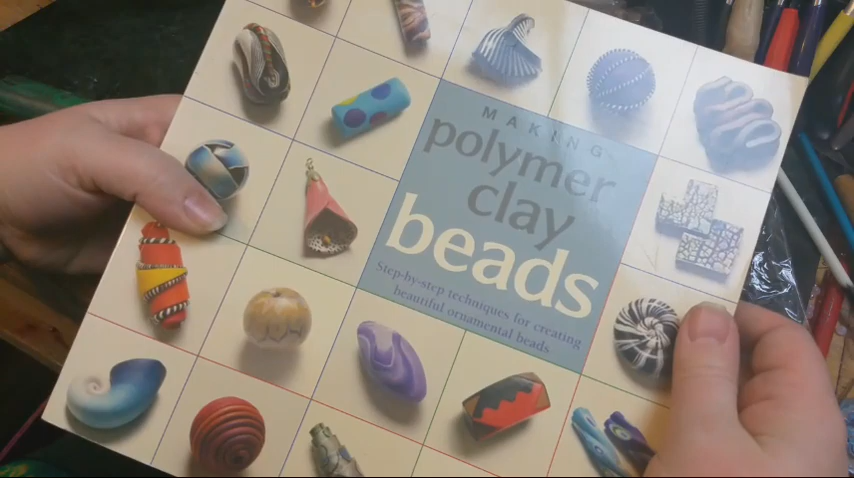 MAKING
polymer
clay
beads
Step-by-step techniques for creating
beautiful ornamental beads